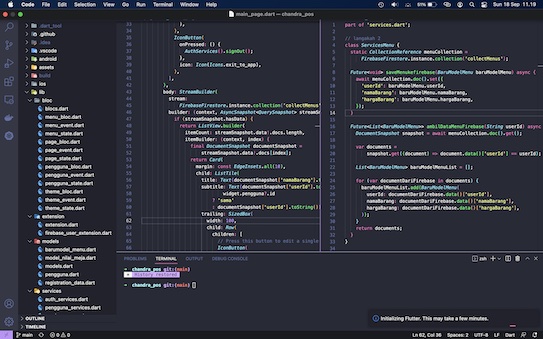 Code File Edit Selection View Go Run Terminal Window Help
51%
Sun 18 Sep 11.19
main_page.dart — chandra_pos
.dart_tool
.github
.idea
.vscode
android
assets
build
ios
lib
bloc
blocs.dart
menu_bloc.dart
menu_event.dart
menu_state.dart
page_bloc.dart
page_event.dart
page_state.dart
pengguna_bloc.dart
pengguna_event.dart
pengguna_state.dart
theme_bloc.dart
theme_event.dart
theme_state.dart
extension
extension.dart
firebase_user_extension.dart
models
barumodel_menu.dart
model_nilai_meja.dart
models.dart
pengguna.dart
registration_data.dart
services
auth_services.dart
pengguna_services.dart
OUTLINE
TIMELINE
),
IconButton(
onPressed: () {
AuthServices().signOut();
},
icon: Icon(Icons.exit_to_app),
),
body: StreamBuilder(
stream:
FirebaseFirestore.instance.collection("collectMenus"
builder: (context, AsyncSnapshot<QuerySnapshot> streamS
if (streamSnapshot.hasData) {
return ListView.builder(
itemCount: streamSnapshot.data!.docs.length,
itemBuilder: (context, index) {
final DocumentSnapshot documentSnapshot =
streamSnapshot.data!.docs[index];
return Card(
margin: const EdgeInsets.all(10),
child: ListTile(
title: Text(documentSnapshot['namaBarang'].to
subtitle: Text(documentSnapshot['userId'].to
widget.pengguna.id
? 'sama'
: documentSnapshot['userId'].toString()
trailing: SizedBox(
width: 100,
child: Row(
children: [
// Press this button to edit a single
IconButton(
part of 'services.dart';
// langkah 2
class ServicesMenu {
static CollectionReference menuCollection =
FirebaseFirestore.instance.collection("collectMenus");
Future<void> saveMenukeFirebase(BaruModelMenu baruModelMenu) async {
await menuCollection.doc().set({
'userId': baruModelMenu.userId,
'namaBarang': baruModelMenu.namaBarang,
'hargaBarang': baruModelMenu.hargaBarang,
});
}
Future<List<BaruModelMenu>> ambilDataMenuFirebase(String userId) async
DocumentSnapshot snapshot = await menuCollection.doc().get();
var documents =
snapshot.get((document) => document.data()['userId'] == userId);
List<BaruModelMenu> baruModelMenuList = [];
for (var documentDariFirebase in documents) {
baruModelMenuList.add(BaruModelMenu(
userId: documentDariFirebase.data()['userId'],
namaBarang: documentDariFirebase.data()['namaBarang'],
hargaBarang: documentDariFirebase.data()['hargaBarang'],
));
}
return documents;
}
PROBLEMS TERMINAL OUTPUT DEBUG CONSOLE
zsh
→ chandra_pos git:(main)
History restored
→ chandra_pos git:(main)
Initializing Flutter. This may take a few minutes.
main 0 0
Ln 62, Col 36 Spaces: 2 UTF-8 LF Dart